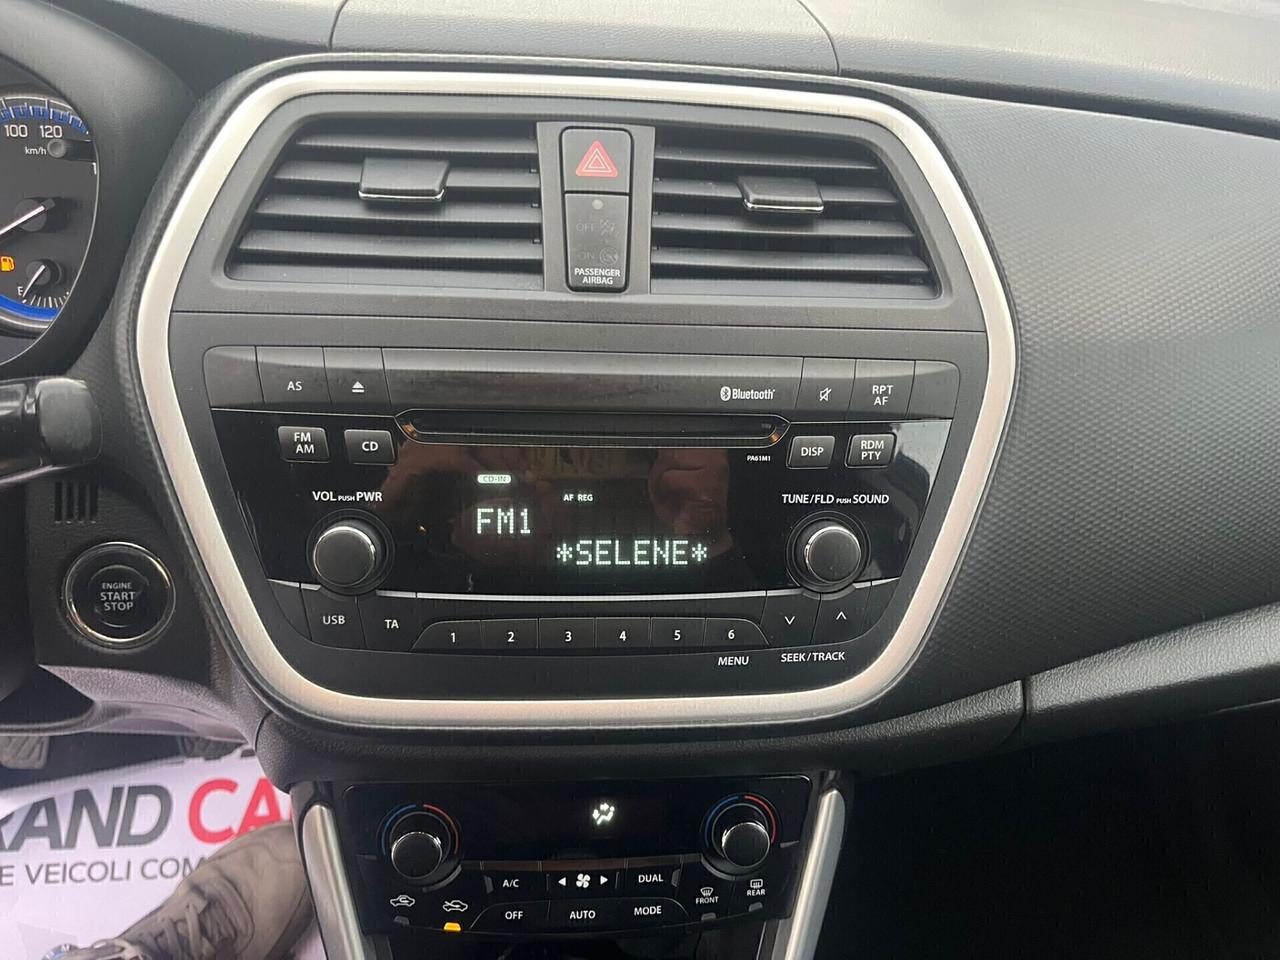 100 120
km/h
1
E
OFF
ON
PASSENGER
AIRBAG
AS
Bluetooth
RPT
AF
FM
AM
CD
PA61M1
DISP
RDM
PTY
CD-IN
AF REG
VOL PUSH PWR
TUNE/FLD PUSH SOUND
FM1
*SELENE*
ENGINE
START
STOP
USB
TA
1 2 3 4 5 6
MENU
SEEK/TRACK
RAND CA
E VEICOLI COM
A/C
DUAL
FRONT
REAR
OFF
AUTO
MODE